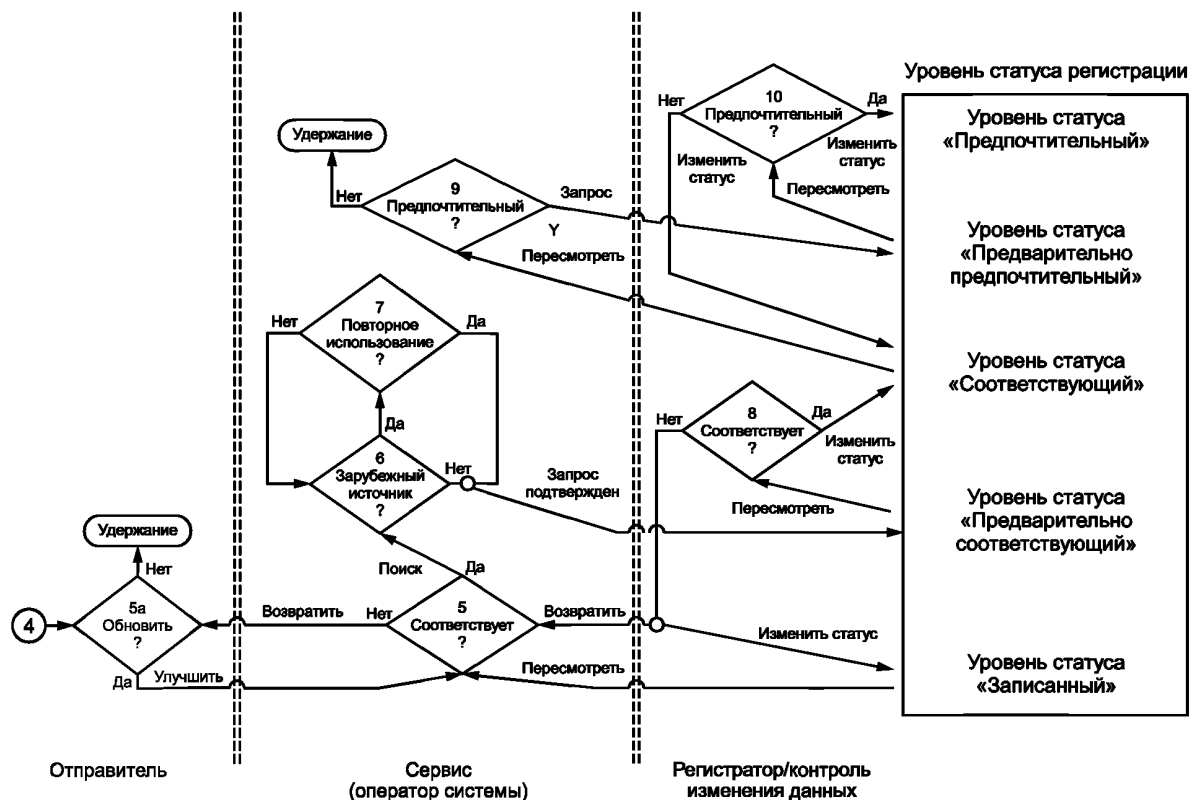 Уровень статуса регистрации
10
Предпочтительный
?
Нет
Да
Изменить
статус
Изменить
статус
Пересмотреть
Уровень статуса
«Предпочтительный»
Удержание
Нет
9
Предпочтительный
?
Запрос
Y
Пересмотреть
Уровень статуса
«Предварительно
предпочтительный»
7
Повторное
использование
?
Нет
Да
Да
Уровень статуса
«Соответствующий»
8
Соответствует
?
Нет
Да
Изменить
статус
Пересмотреть
6
Зарубежный
источник
?
Нет
Запрос
подтвержден
Уровень статуса
«Предварительно
соответствующий»
Удержание
Нет
4
5а
Обновить
?
Да
Улучшить
Возвратить
Поиск
Да
Нет
5
Соответствует
?
Возвратить
Пересмотреть
Изменить статус
Уровень статуса
«Записанный»
Отправитель
Сервис
(оператор системы)
Регистратор/контроль
изменения данных